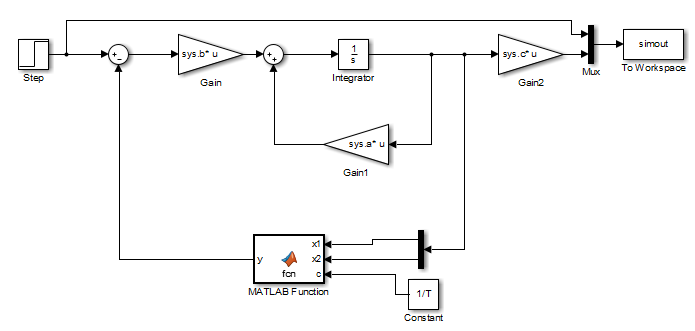 Step
+
−
sys.b* u
Gain
+
+
1
s
Integrator
sys.c* u
Gain2
Mux
simout
To Workspace
sys.a* u
Gain1
y
fcn
x1
x2
c
MATLAB Function
1/T
Constant